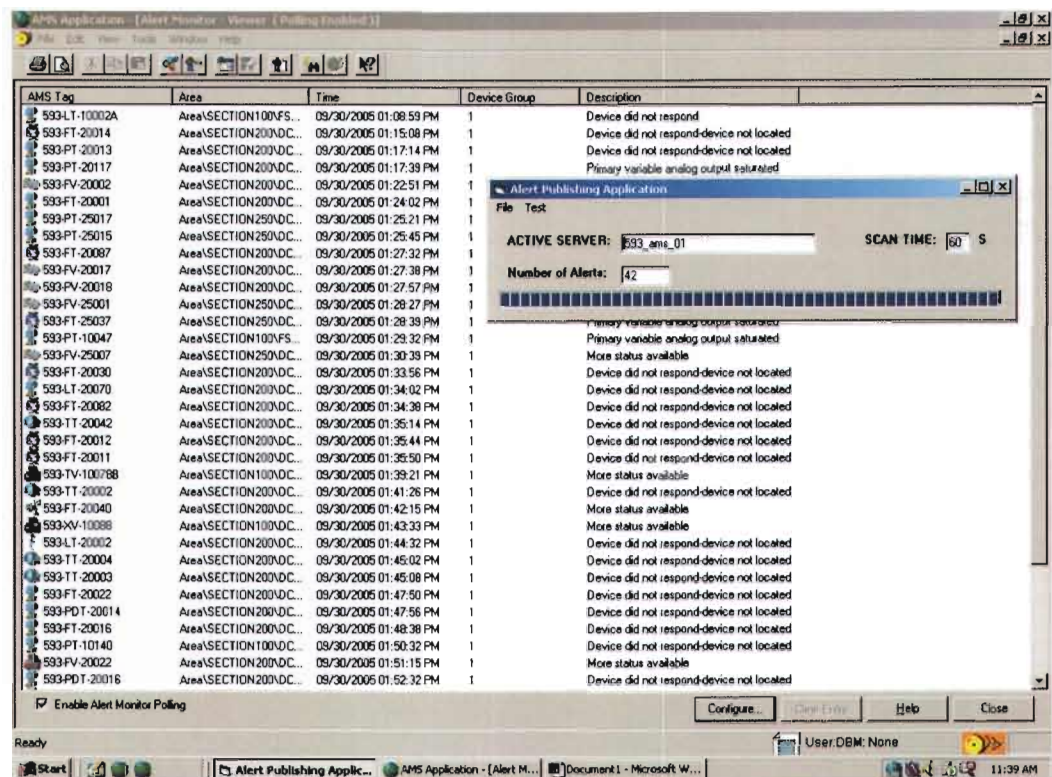 AMS Application - [Alert Monitor - Viewer ( Polling Enabled )]
File Edit View Tools Window Help
AMS Tag Area Time Device Group Description
593-LT-10002A Area\SECTION100\FS... 09/30/2005 01:08:59 PM 1 Device did not respond
593-FT-20014 Area\SECTION200\DC... 09/30/2005 01:15:08 PM 1 Device did not respond-device not located
593-PT-20013 Area\SECTION200\DC... 09/30/2005 01:17:14 PM 1 Device did not respond-device not located
593-PT-20117 Area\SECTION200\DC... 09/30/2005 01:17:39 PM 1 Primary variable analog output saturated
593-FV-20002 Area\SECTION200\DC... 09/30/2005 01:22:51 PM 1
593-FT-20001 Area\SECTION200\DC... 09/30/2005 01:24:02 PM 1
593-PT-25017 Area\SECTION250\DC... 09/30/2005 01:25:21 PM 1
593-PT-25015 Area\SECTION250\DC... 09/30/2005 01:25:45 PM 1
593-FT-20087 Area\SECTION200\DC... 09/30/2005 01:27:32 PM 1
593-FV-20017 Area\SECTION200\DC... 09/30/2005 01:27:38 PM 1
593-PV-20018 Area\SECTION200\DC... 09/30/2005 01:27:57 PM 1
593-FV-25001 Area\SECTION250\DC... 09/30/2005 01:28:27 PM 1
593-FT-25037 Area\SECTION250\DC... 09/30/2005 01:28:39 PM 1 Primary variable analog output saturated
593-PT-10047 Area\SECTION100\FS... 09/30/2005 01:29:32 PM 1 Primary variable analog output saturated
593-FV-25007 Area\SECTION250\DC... 09/30/2005 01:30:39 PM 1 More status available
593-FT-20030 Area\SECTION200\DC... 09/30/2005 01:33:56 PM 1 Device did not respond-device not located
593-LT-20070 Area\SECTION200\DC... 09/30/2005 01:34:02 PM 1 Device did not respond-device not located
593-FT-20082 Area\SECTION200\DC... 09/30/2005 01:34:38 PM 1 Device did not respond-device not located
593-TT-20042 Area\SECTION200\DC... 09/30/2005 01:35:14 PM 1 Device did not respond-device not located
593-FT-20012 Area\SECTION200\DC... 09/30/2005 01:35:44 PM 1 Device did not respond-device not located
593-FT-20011 Area\SECTION200\DC... 09/30/2005 01:35:50 PM 1 Device did not respond-device not located
593-TV-10078B Area\SECTION100\DC... 09/30/2005 01:39:21 PM 1 More status available
593-TT-20002 Area\SECTION200\DC... 09/30/2005 01:41:26 PM 1 Device did not respond-device not located
593-FT-20040 Area\SECTION200\DC... 09/30/2005 01:42:15 PM 1 More status available
593-XV-10088 Area\SECTION100\DC... 09/30/2005 01:43:33 PM 1 More status available
593-LT-20002 Area\SECTION200\DC... 09/30/2005 01:44:32 PM 1 Device did not respond-device not located
593-TT-20004 Area\SECTION200\DC... 09/30/2005 01:45:02 PM 1 Device did not respond-device not located
593-TT-20003 Area\SECTION200\DC... 09/30/2005 01:45:08 PM 1 Device did not respond-device not located
593-FT-20022 Area\SECTION200\DC... 09/30/2005 01:47:50 PM 1 Device did not respond-device not located
593-PDT-20014 Area\SECTION200\DC... 09/30/2005 01:47:56 PM 1 Device did not respond-device not located
593-FT-20016 Area\SECTION200\DC... 09/30/2005 01:48:38 PM 1 Device did not respond-device not located
593-PT-10140 Area\SECTION100\DC... 09/30/2005 01:50:32 PM 1 Device did not respond-device not located
593-FV-20022 Area\SECTION200\DC... 09/30/2005 01:51:15 PM 1 More status available
593-PDT-20016 Area\SECTION200\DC... 09/30/2005 01:52:32 PM 1 Device did not respond-device not located
Alert Publishing Application
File Test
ACTIVE SERVER: 593_ams_01 SCAN TIME: 60 S
Number of Alerts: 42
Enable Alert Monitor Polling Configure... Clear Entry Help Close
Ready User:DBM: None
Start Alert Publishing Applic... AMS Application - [Alert M... Document1 - Microsoft W... 11:39 AM